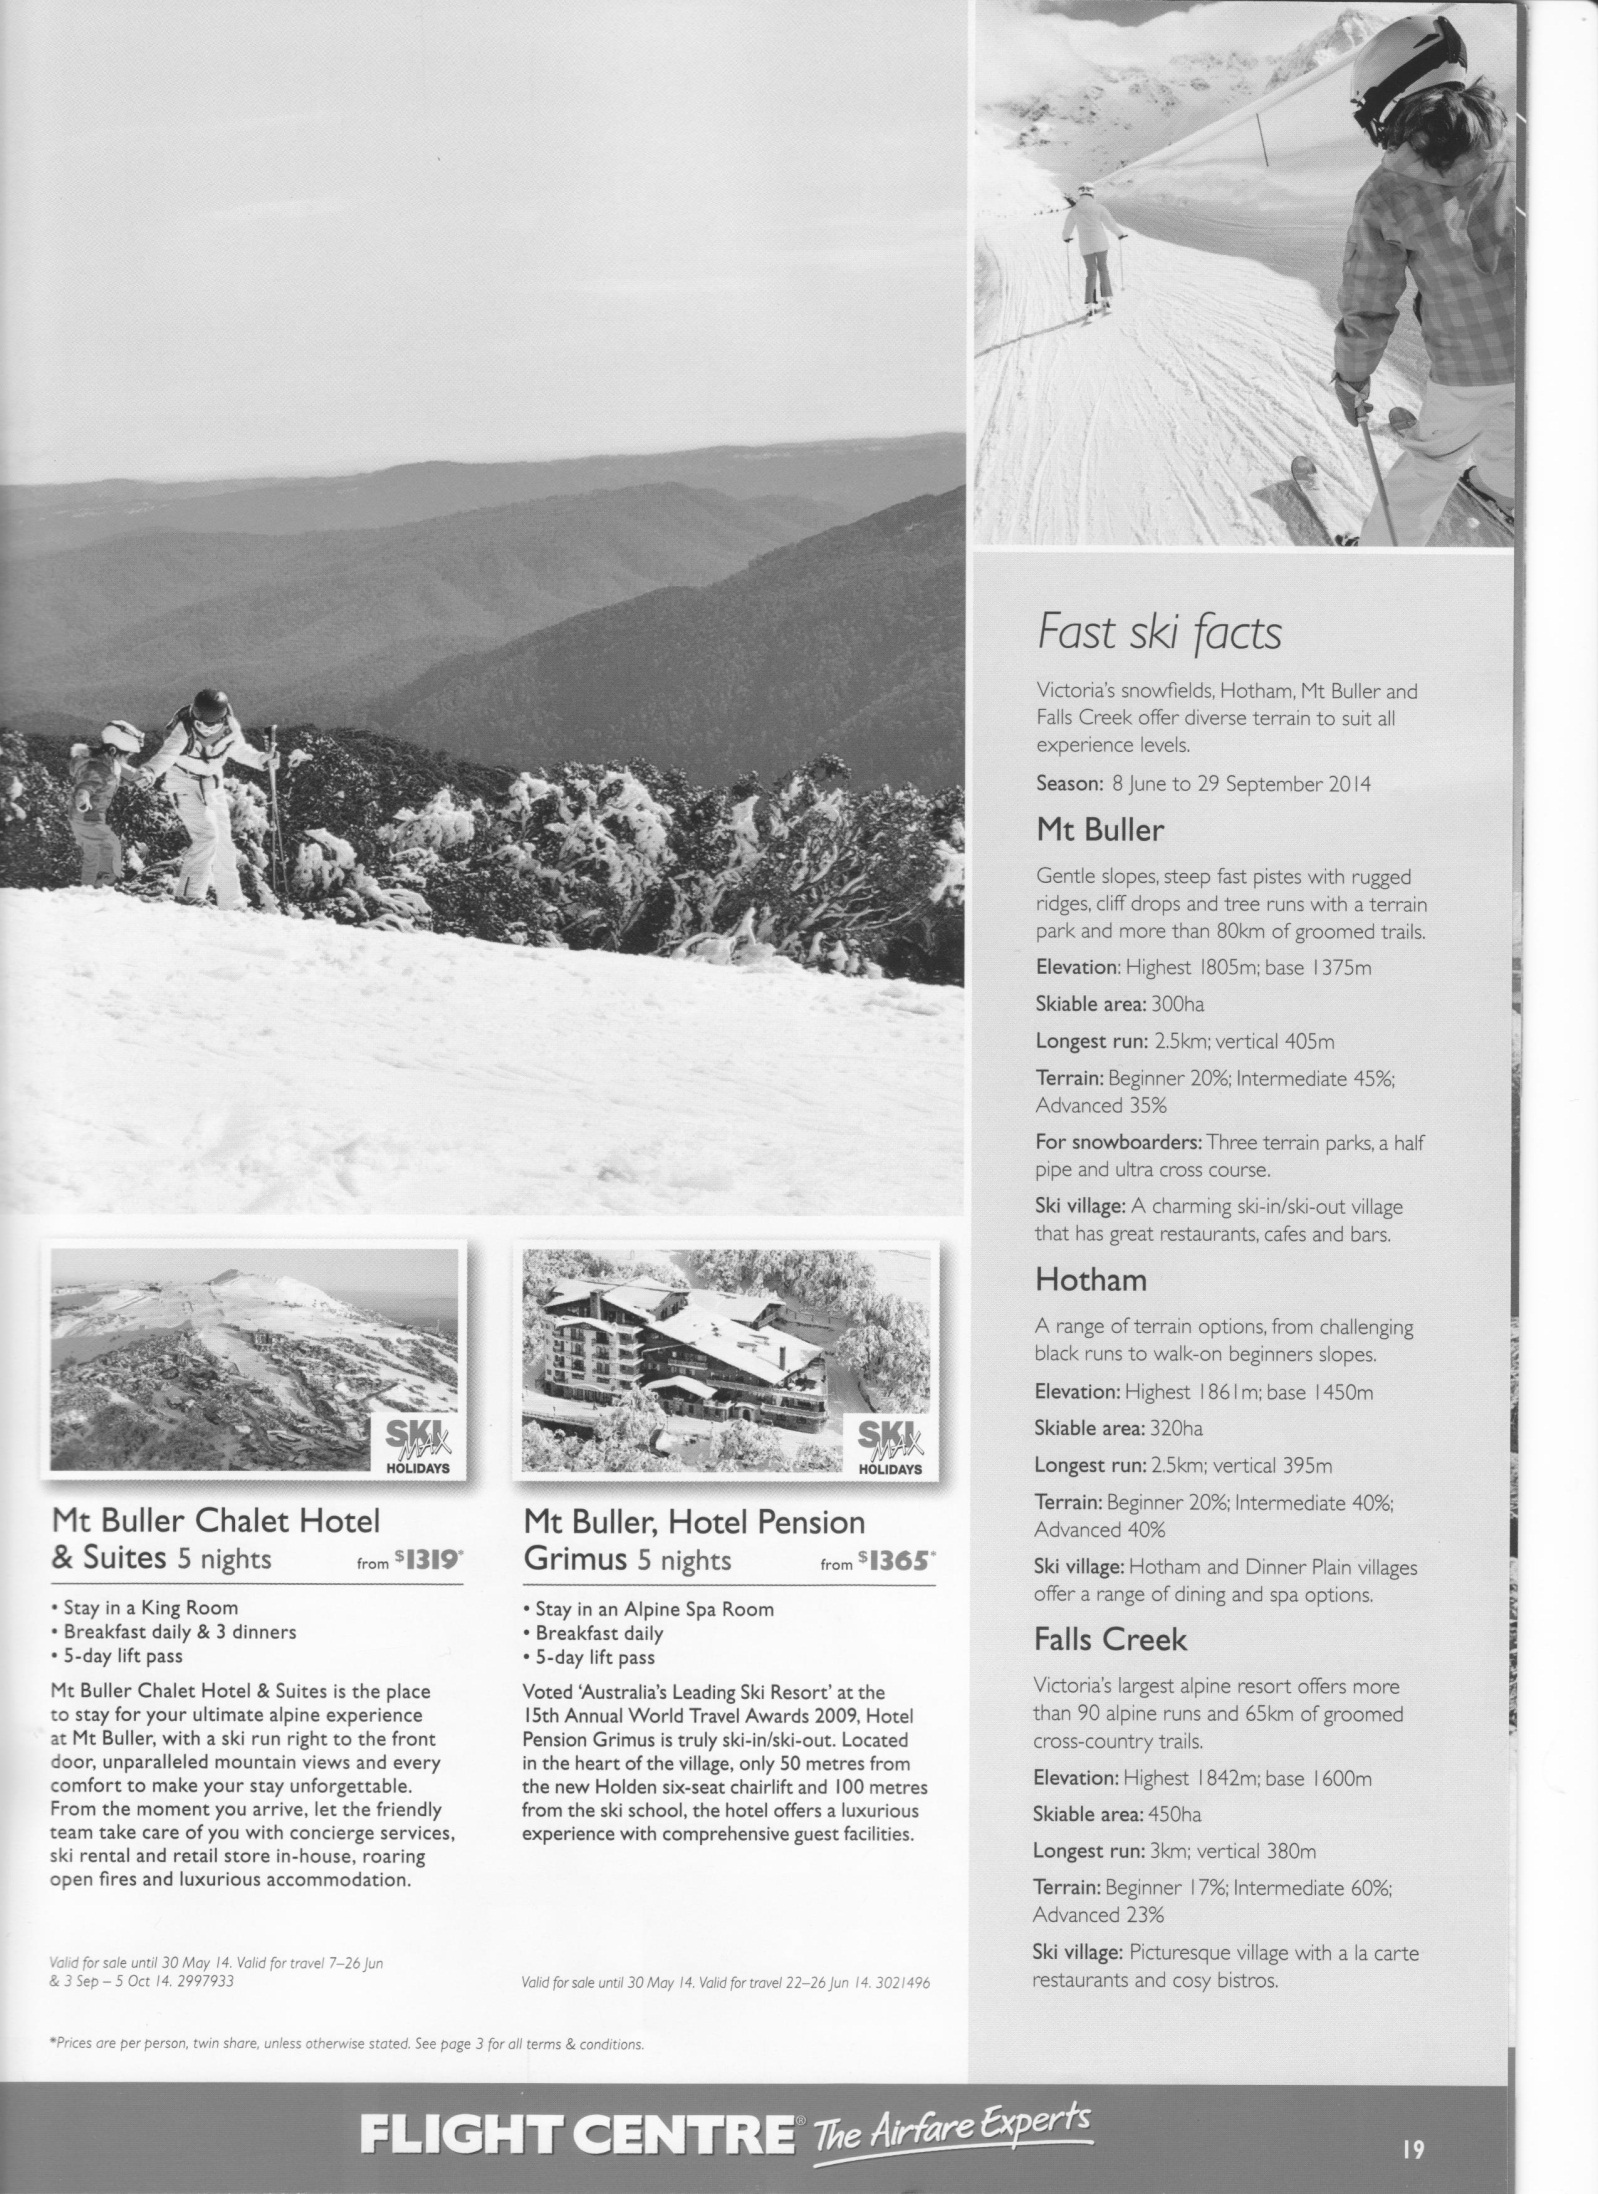 Fast ski facts
Victoria's snowfields, Hotham, Mt Buller and
Falls Creek offer diverse terrain to suit all
experience levels.
Season: 8 June to 29 September 2014
Mt Buller
Gentle slopes, steep fast pistes with rugged
ridges, cliff drops and tree runs with a terrain
park and more than 80km of groomed trails.
Elevation: Highest 1805m; base 1375m
Skiable area: 300ha
Longest run: 2.5km; vertical 405m
Terrain: Beginner 20%; Intermediate 45%;
Advanced 35%
For snowboarders: Three terrain parks, a half
pipe and ultra cross course.
Ski village: A charming ski-in/ski-out village
that has great restaurants, cafes and bars.
Hotham
A range of terrain options, from challenging
black runs to walk-on beginners slopes.
Elevation: Highest 1861m; base 1450m
Skiable area: 320ha
Longest run: 2.5km; vertical 395m
Terrain: Beginner 20%; Intermediate 40%;
Advanced 40%
Ski village: Hotham and Dinner Plain villages
offer a range of dining and spa options.
Falls Creek
Victoria's largest alpine resort offers more
than 90 alpine runs and 65km of groomed
cross-country trails.
Elevation: Highest 1842m; base 1600m
Skiable area: 450ha
Longest run: 3km; vertical 380m
Terrain: Beginner 17%; Intermediate 60%;
Advanced 23%
Ski village: Picturesque village with a la carte
restaurants and cosy bistros.
SKI
MAX
HOLIDAYS
Mt Buller Chalet Hotel
& Suites 5 nights from $1319*
• Stay in a King Room
• Breakfast daily & 3 dinners
• 5-day lift pass
Mt Buller Chalet Hotel & Suites is the place
to stay for your ultimate alpine experience
at Mt Buller, with a ski run right to the front
door, unparalleled mountain views and every
comfort to make your stay unforgettable.
From the moment you arrive, let the friendly
team take care of you with concierge services,
ski rental and retail store in-house, roaring
open fires and luxurious accommodation.
Valid for sale until 30 May 14. Valid for travel 7–26 Jun
& 3 Sep – 5 Oct 14. 2997933
SKI
MAX
HOLIDAYS
Mt Buller, Hotel Pension
Grimus 5 nights from $1365*
• Stay in an Alpine Spa Room
• Breakfast daily
• 5-day lift pass
Voted 'Australia's Leading Ski Resort' at the
15th Annual World Travel Awards 2009, Hotel
Pension Grimus is truly ski-in/ski-out. Located
in the heart of the village, only 50 metres from
the new Holden six-seat chairlift and 100 metres
from the ski school, the hotel offers a luxurious
experience with comprehensive guest facilities.
Valid for sale until 30 May 14. Valid for travel 22–26 Jun 14. 3021496
*Prices are per person, twin share, unless otherwise stated. See page 3 for all terms & conditions.
FLIGHT CENTRE® The Airfare Experts
19